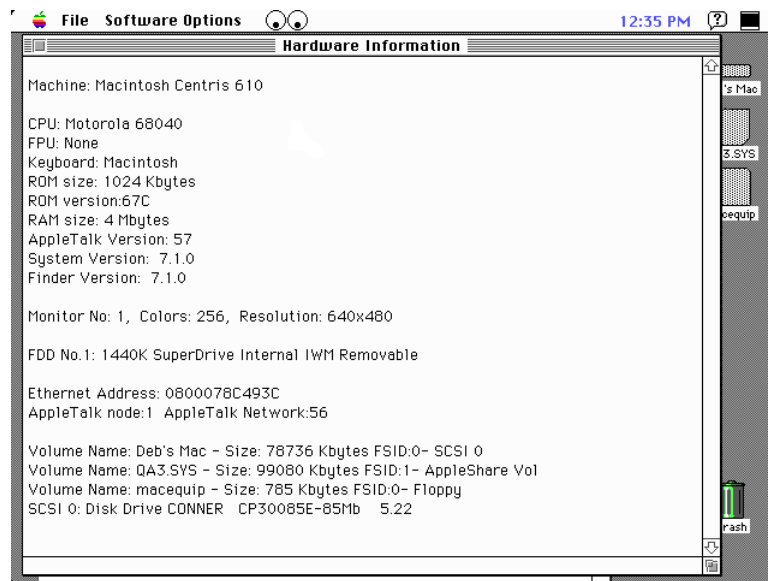 File Software Options 12:35 PM
Hardware Information
Machine: Macintosh Centris 610
CPU: Motorola 68040
FPU: None
Keyboard: Macintosh
ROM size: 1024 Kbytes
ROM version:67C
RAM size: 4 Mbytes
AppleTalk Version: 57
System Version: 7.1.0
Finder Version: 7.1.0
Monitor No: 1, Colors: 256, Resolution: 640x480
FDD No.1: 1440K SuperDrive Internal IWM Removable
Ethernet Address: 0800078C493C
AppleTalk node:1 AppleTalk Network:56
Volume Name: Deb's Mac - Size: 78736 Kbytes FSID:0- SCSI 0
Volume Name: QA3.SYS - Size: 99080 Kbytes FSID:1- AppleShare Vol
Volume Name: macequip - Size: 785 Kbytes FSID:0- Floppy
SCSI 0: Disk Drive CONNER CP30085E-85Mb 5.22
's Mac
3.SYS
cequip
rash